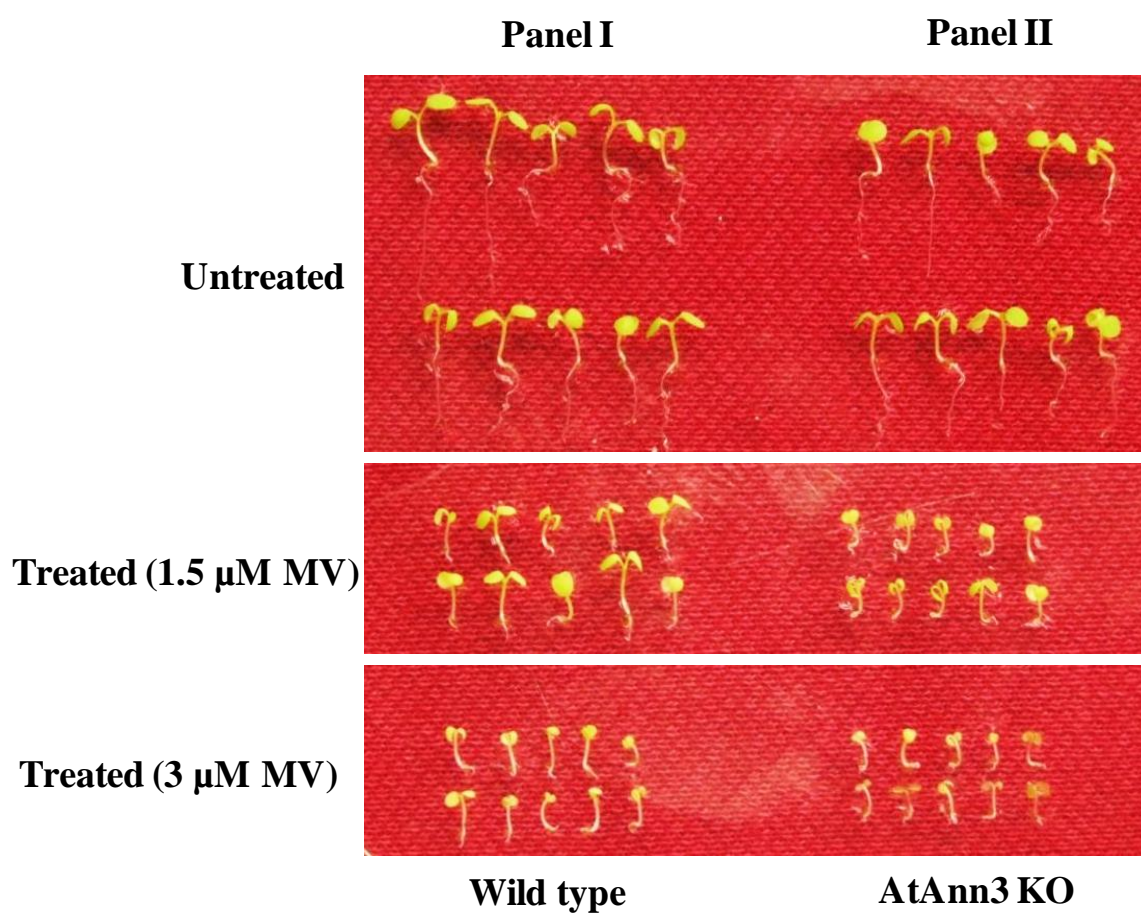 Panel I
Panel II
Untreated
Treated (1.5 μM MV)
Treated (3 μM MV)
Wild type
AtAnn3 KO